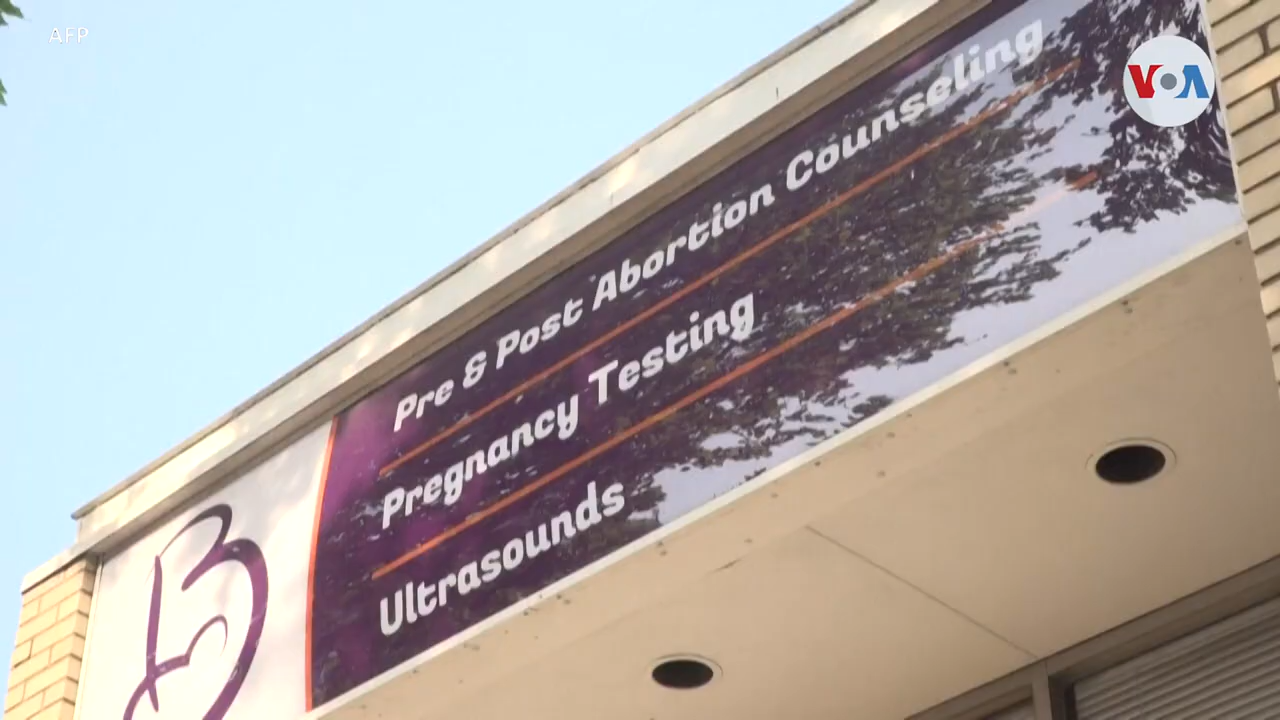 AFP
VOA
Pre & Post Abortion Counseling
Pregnancy Testing
Ultrasounds